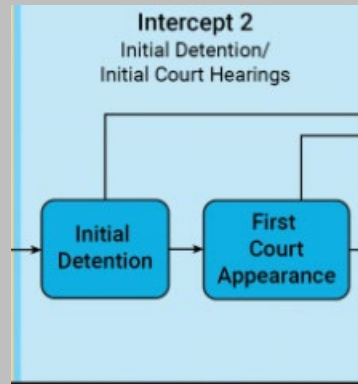 Intercept 2
Initial Detention/
Initial Court Hearings
Initial
Detention
First
Court
Appearance